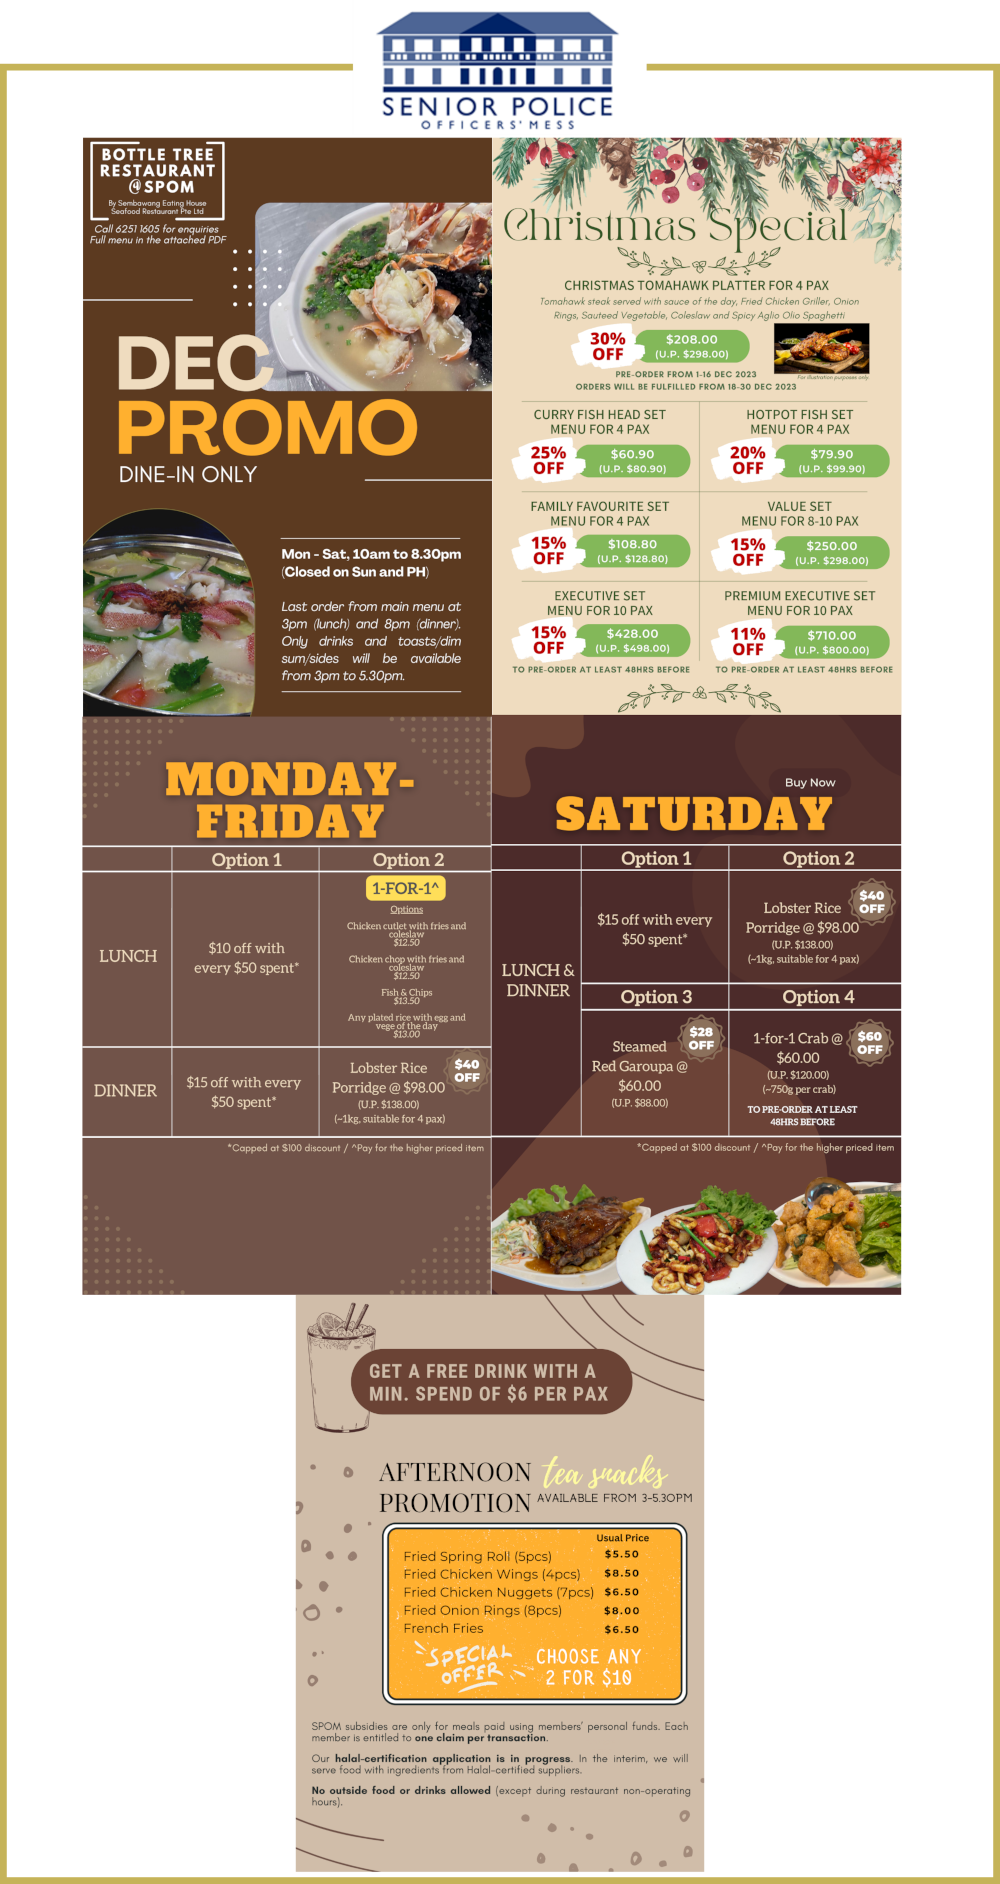 SENIOR POLICE
OFFICERS' MESS
BOTTLE TREE
RESTAURANT
@ SPOM
By Sembawang Eating House
Seafood Restaurant Pte Ltd
Call 6251 1605 for enquiries
Full menu in the attached PDF
DEC
PROMO
DINE-IN ONLY
Mon - Sat, 10am to 8.30pm
(Closed on Sun and PH)
Last order from main menu at
3pm (lunch) and 8pm (dinner).
Only drinks and toasts/dim
sum/sides will be available
from 3pm to 5.30pm.
Christmas Special
CHRISTMAS TOMAHAWK PLATTER FOR 4 PAX
Tomahawk steak served with sauce of the day, Fried Chicken Griller, Onion
Rings, Sauteed Vegetable, Coleslaw and Spicy Aglio Olio Spaghetti
30%
OFF
$208.00
(U.P. $298.00)
For illustration purposes only.
PRE-ORDER FROM 1-16 DEC 2023
ORDERS WILL BE FULFILLED FROM 18-30 DEC 2023
CURRY FISH HEAD SET
MENU FOR 4 PAX
25%
OFF
$60.90
(U.P. $80.90)
HOTPOT FISH SET
MENU FOR 4 PAX
20%
OFF
$79.90
(U.P. $99.90)
FAMILY FAVOURITE SET
MENU FOR 4 PAX
15%
OFF
$108.80
(U.P. $128.80)
VALUE SET
MENU FOR 8-10 PAX
15%
OFF
$250.00
(U.P. $298.00)
EXECUTIVE SET
MENU FOR 10 PAX
15%
OFF
$428.00
(U.P. $498.00)
TO PRE-ORDER AT LEAST 48HRS BEFORE
PREMIUM EXECUTIVE SET
MENU FOR 10 PAX
11%
OFF
$710.00
(U.P. $800.00)
TO PRE-ORDER AT LEAST 48HRS BEFORE
MONDAY-
FRIDAY
Option 1
Option 2
LUNCH
$10 off with
every $50 spent*
1-FOR-1^
Options
Chicken cutlet with fries and
coleslaw
$12.50
Chicken chop with fries and
coleslaw
$12.50
Fish & Chips
$13.50
Any plated rice with egg and
vege of the day
$13.00
DINNER
$15 off with every
$50 spent*
Lobster Rice
Porridge @ $98.00
(U.P. $138.00)
(~1kg, suitable for 4 pax)
$40
OFF
*Capped at $100 discount / ^Pay for the higher priced item
Buy Now
SATURDAY
Option 1
Option 2
LUNCH &
DINNER
$15 off with every
$50 spent*
Lobster Rice
Porridge @ $98.00
(U.P. $138.00)
(~1kg, suitable for 4 pax)
$40
OFF
Option 3
Option 4
Steamed
Red Garoupa @
$60.00
(U.P. $88.00)
$28
OFF
1-for-1 Crab @
$60.00
(U.P. $120.00)
(~750g per crab)
TO PRE-ORDER AT LEAST
48HRS BEFORE
$60
OFF
*Capped at $100 discount / ^Pay for the higher priced item
GET A FREE DRINK WITH A
MIN. SPEND OF $6 PER PAX
AFTERNOON tea snacks
PROMOTION AVAILABLE FROM 3-5.30PM
Usual Price
Fried Spring Roll (5pcs) $5.50
Fried Chicken Wings (4pcs) $8.50
Fried Chicken Nuggets (7pcs) $6.50
Fried Onion Rings (8pcs) $8.00
French Fries $6.50
SPECIAL
OFFER
CHOOSE ANY
2 FOR $10
SPOM subsidies are only for meals paid using members' personal funds. Each
member is entitled to one claim per transaction.
Our halal-certification application is in progress. In the interim, we will
serve food with ingredients from Halal-certified suppliers.
No outside food or drinks allowed (except during restaurant non-operating
hours).